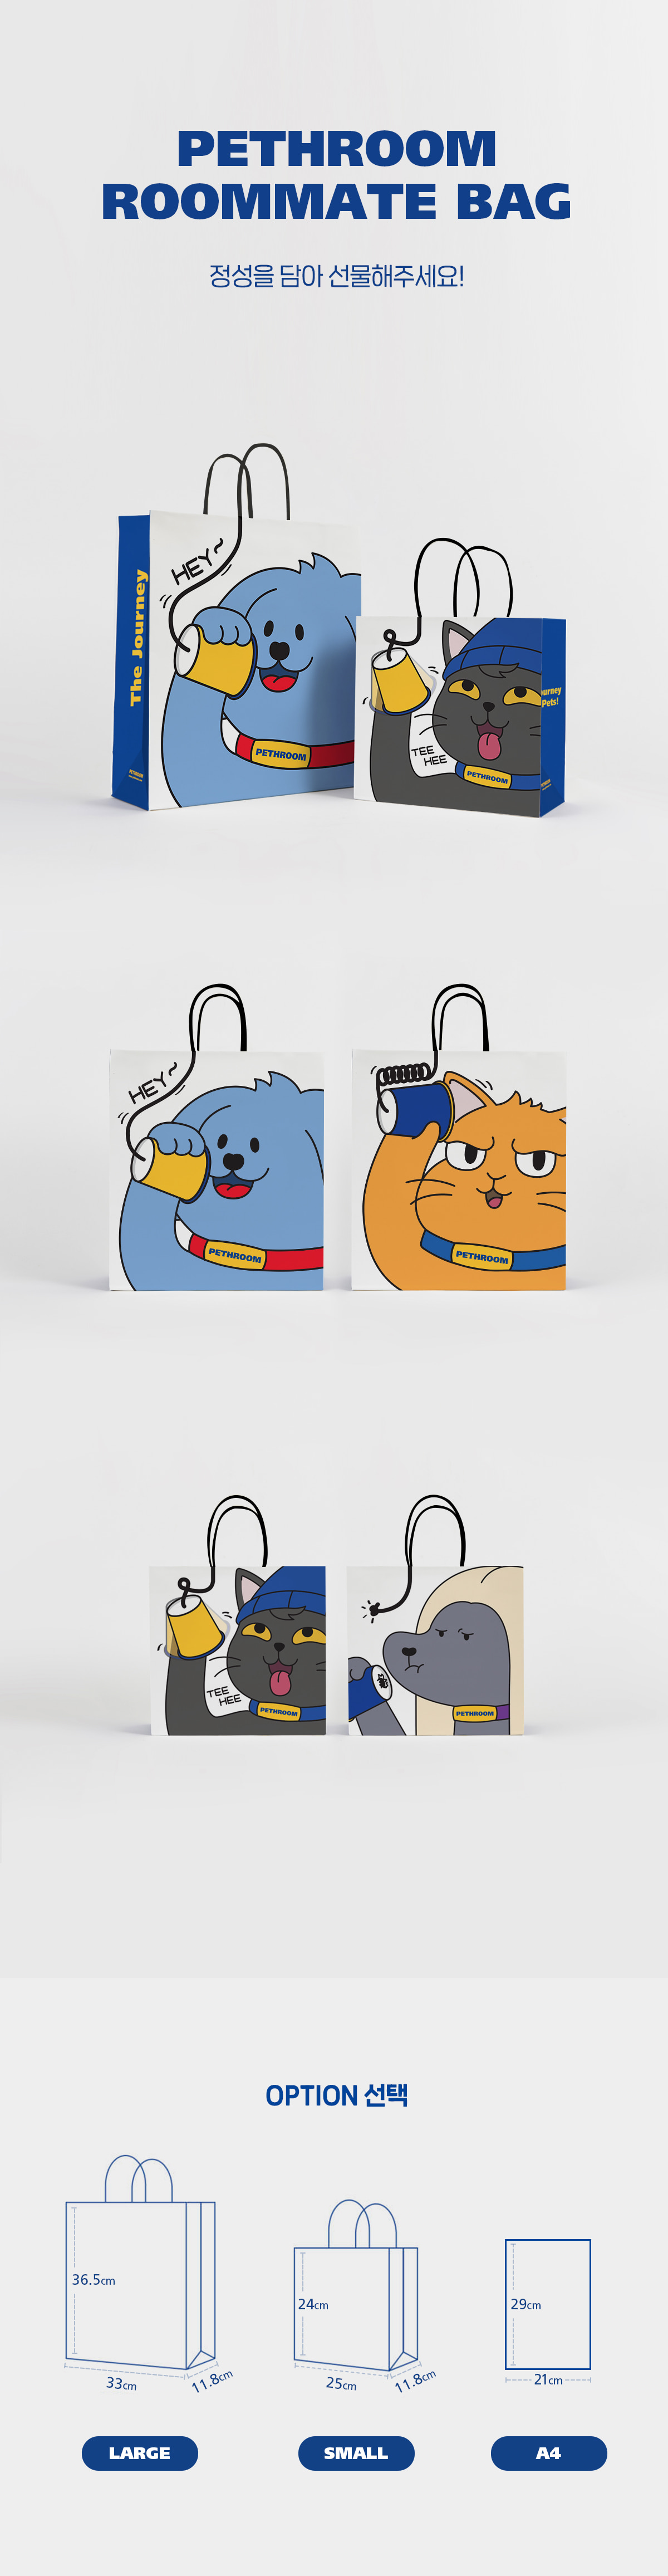 PETHROOM
ROOMMATE BAG
정성을 담아 선물해주세요!
HEY~
The Journey
PETHROOM
PETHROOM
TEE
HEE
PETHROOM
ourney
Pets!
HEY~
PETHROOM
PETHROOM
TEE
HEE
PETHROOM
PETHROOM
OPTION 선택
36.5cm
33cm
11.8cm
24cm
25cm
11.8cm
29cm
21cm
LARGE
SMALL
A4